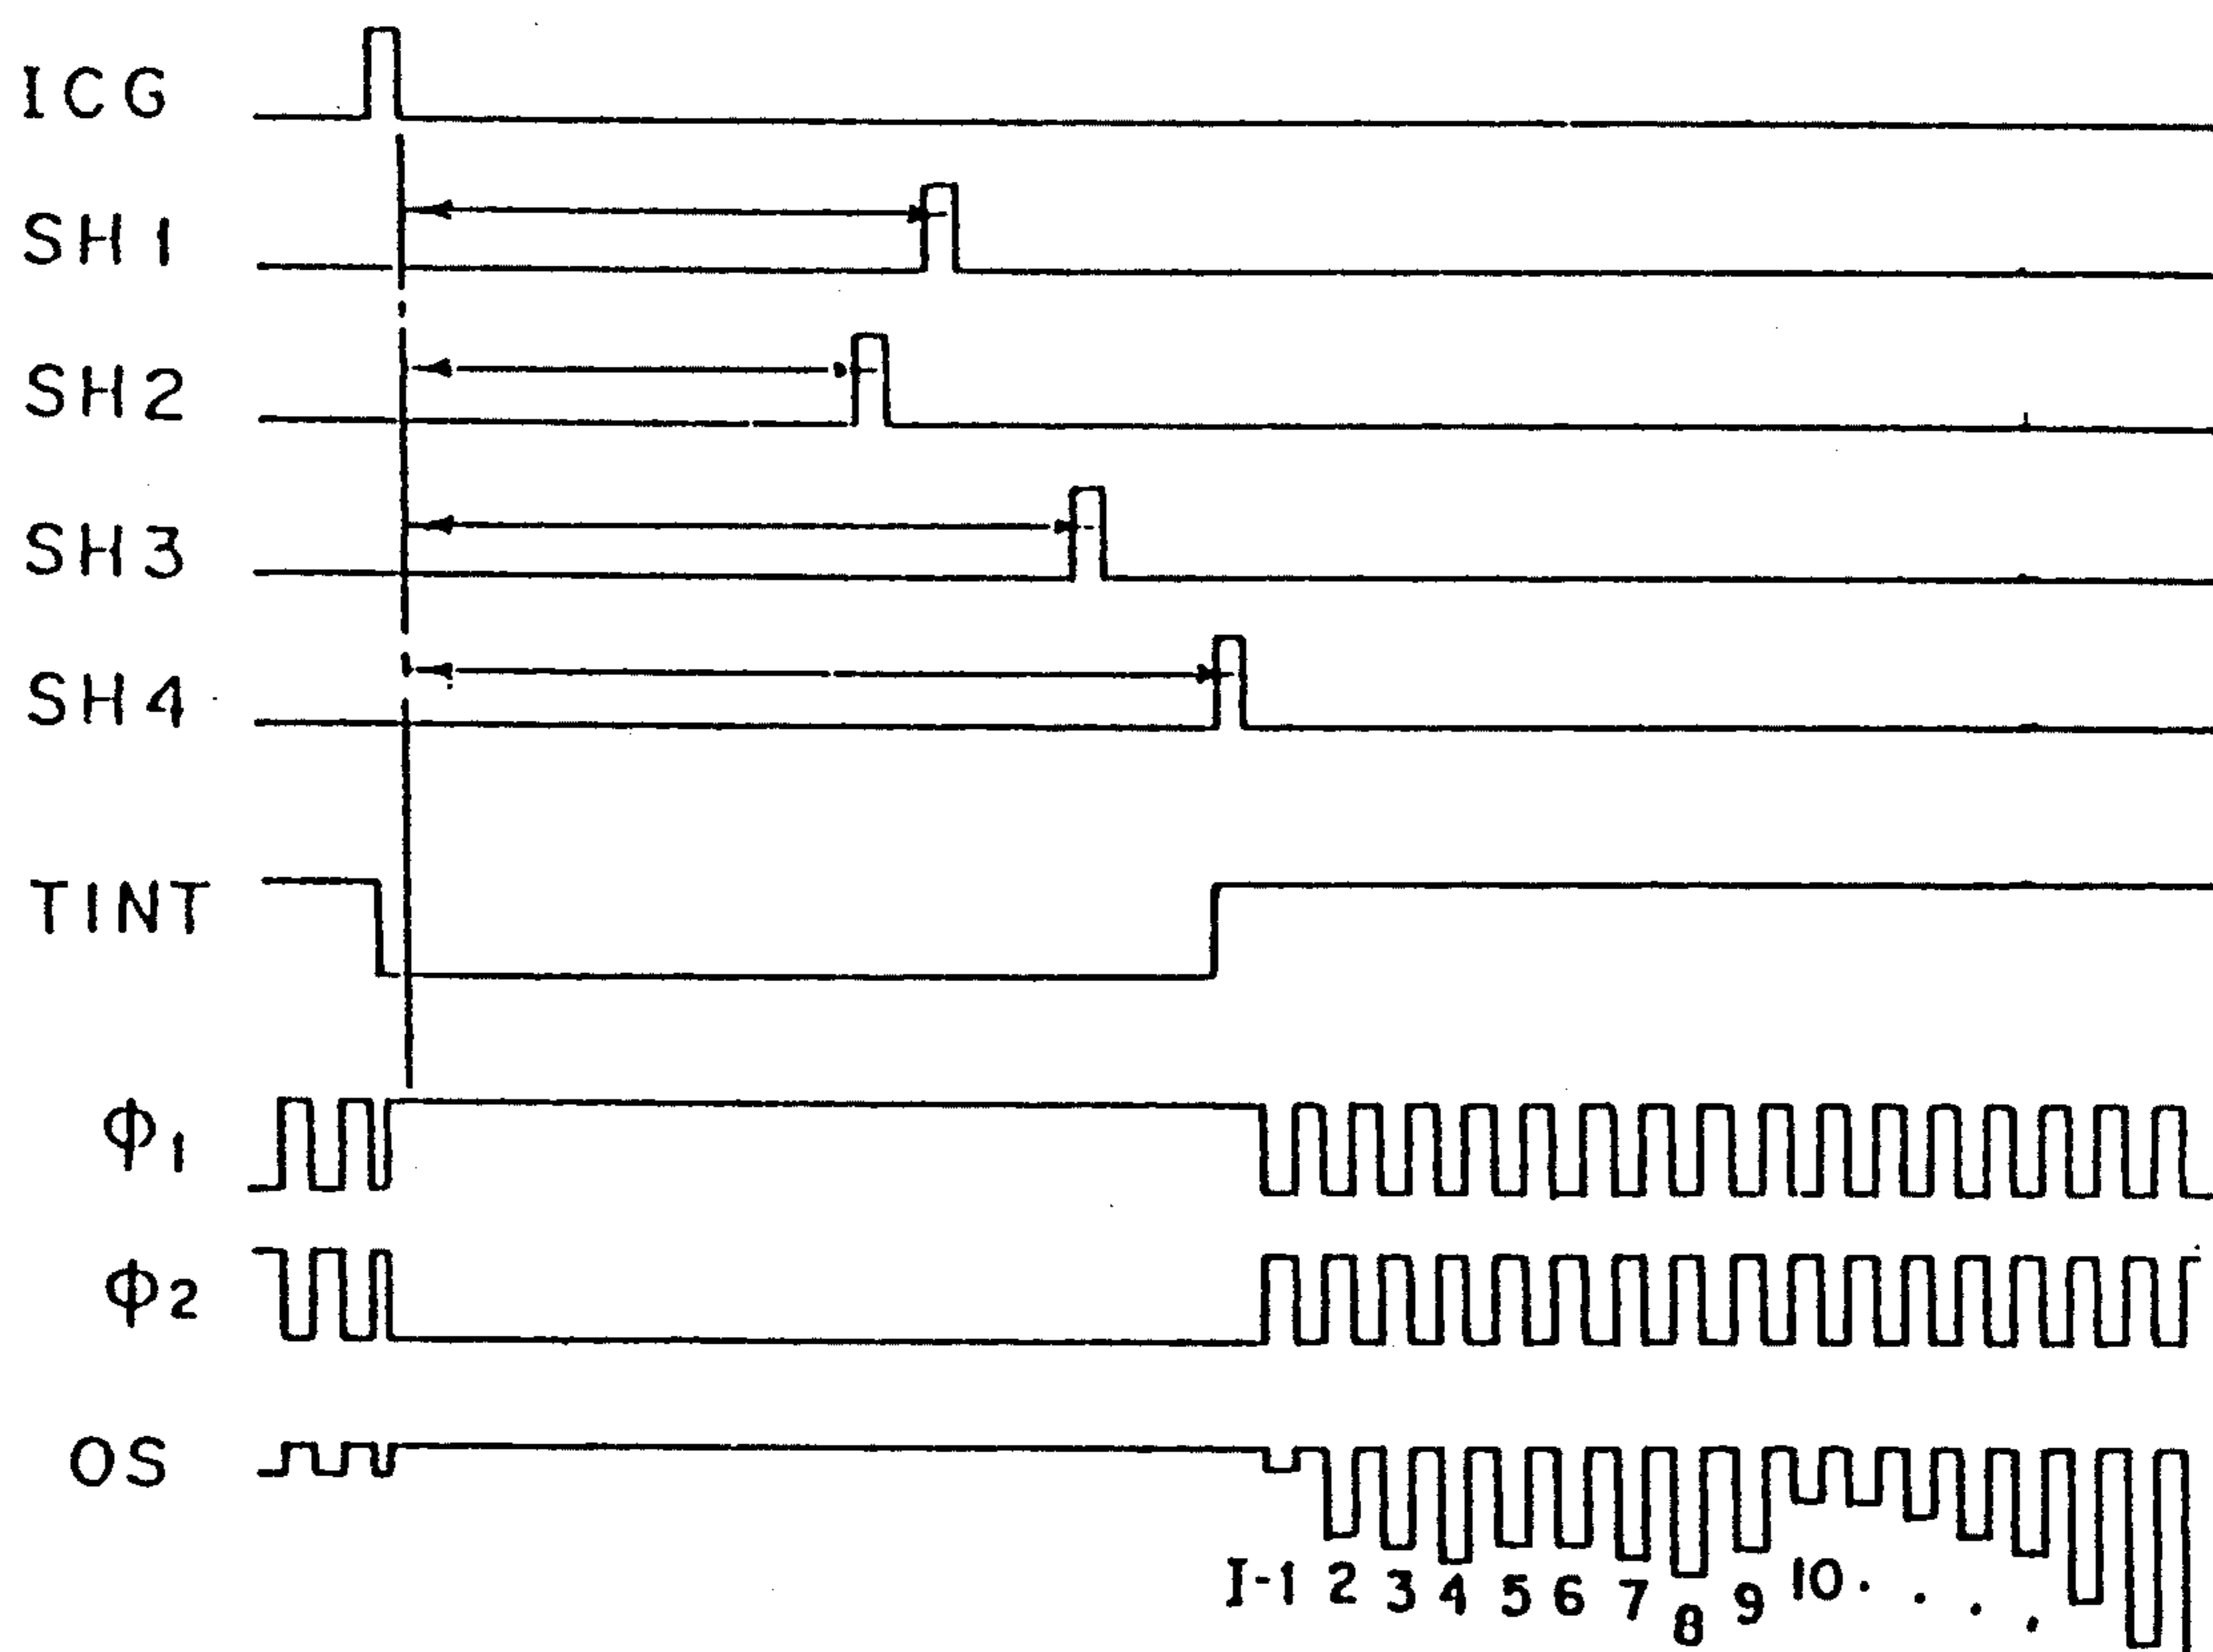 ICG
SH1
SH2
SH3
SH4
TINT
ϕ1
ϕ2
OS
I-1 2 3 4 5 6 7 8 9 10 . . . .